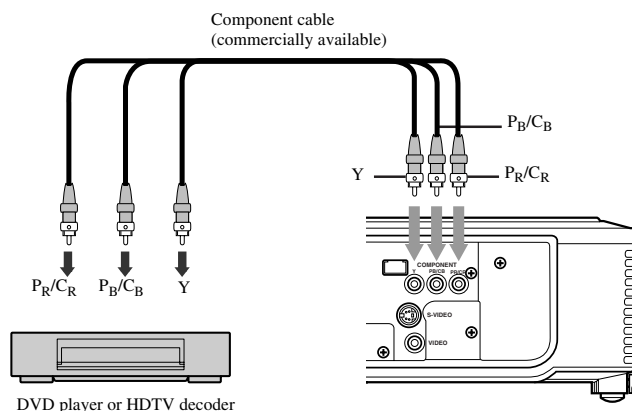 Component cable
(commercially available)
PB/CB
Y
PR/CR
PR/CR
PB/CB
Y
COMPONENT
Y
PB/CB
PR/CR
S-VIDEO
VIDEO
DVD player or HDTV decoder